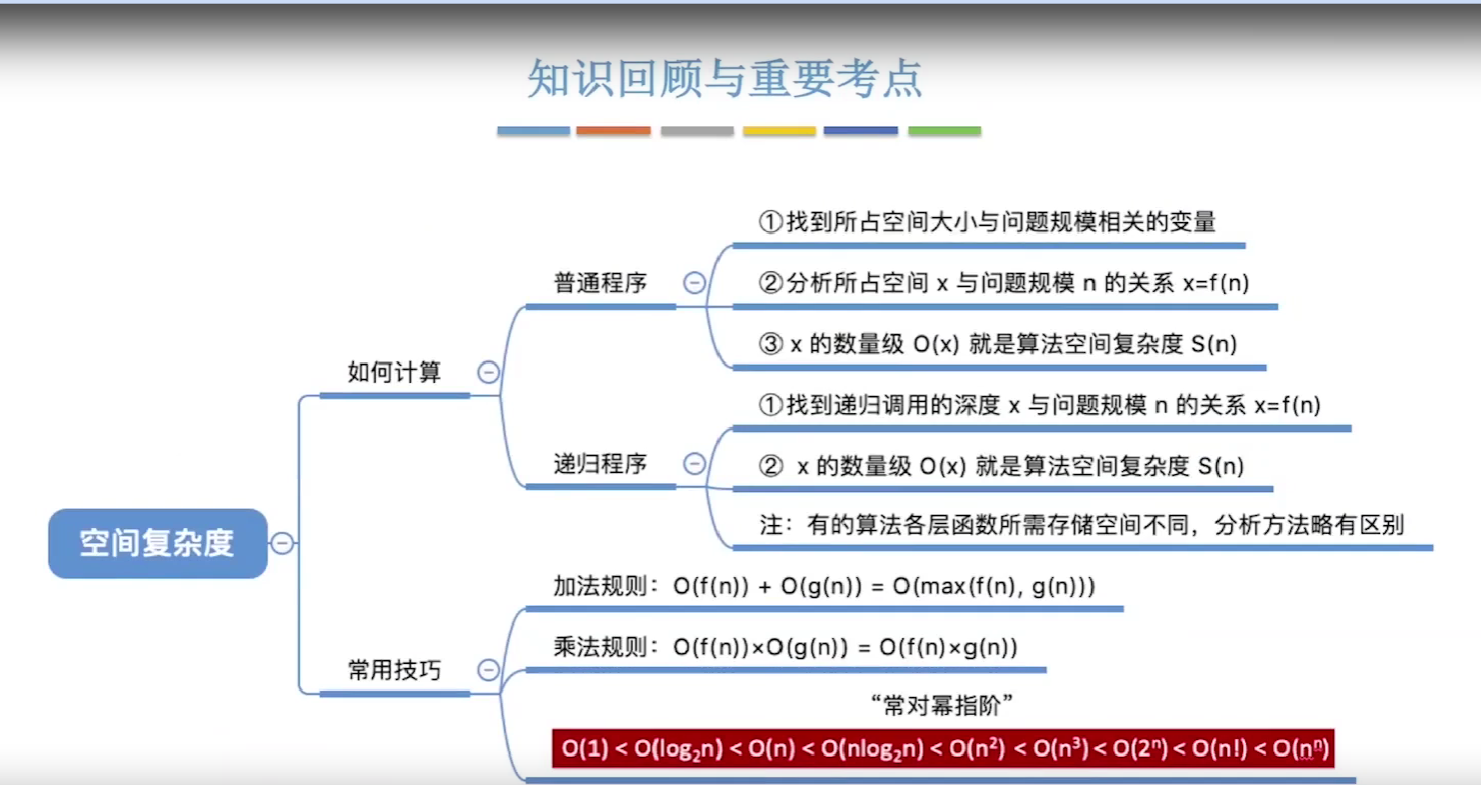 知识回顾与重要考点
空间复杂度
如何计算
普通程序
①找到所占空间大小与问题规模相关的变量
②分析所占空间 x 与问题规模 n 的关系 x=f(n)
③ x 的数量级 O(x) 就是算法空间复杂度 S(n)
递归程序
①找到递归调用的深度 x 与问题规模 n 的关系 x=f(n)
② x 的数量级 O(x) 就是算法空间复杂度 S(n)
注：有的算法各层函数所需存储空间不同，分析方法略有区别
常用技巧
加法规则：O(f(n)) + O(g(n)) = O(max(f(n), g(n)))
乘法规则：O(f(n))×O(g(n)) = O(f(n)×g(n))
“常对幂指阶”
O(1) < O(log₂n) < O(n) < O(nlog₂n) < O(n²) < O(n³) < O(2ⁿ) < O(n!) < O(nⁿ)